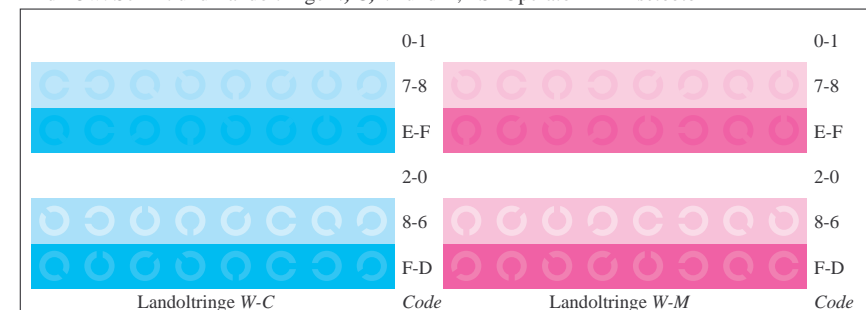 0-1 0-1
7-8 7-8
E-F E-F
2-0 2-0
8-6 8-6
F-D F-D
Landoltringe W-C Code Landoltringe W-M Code